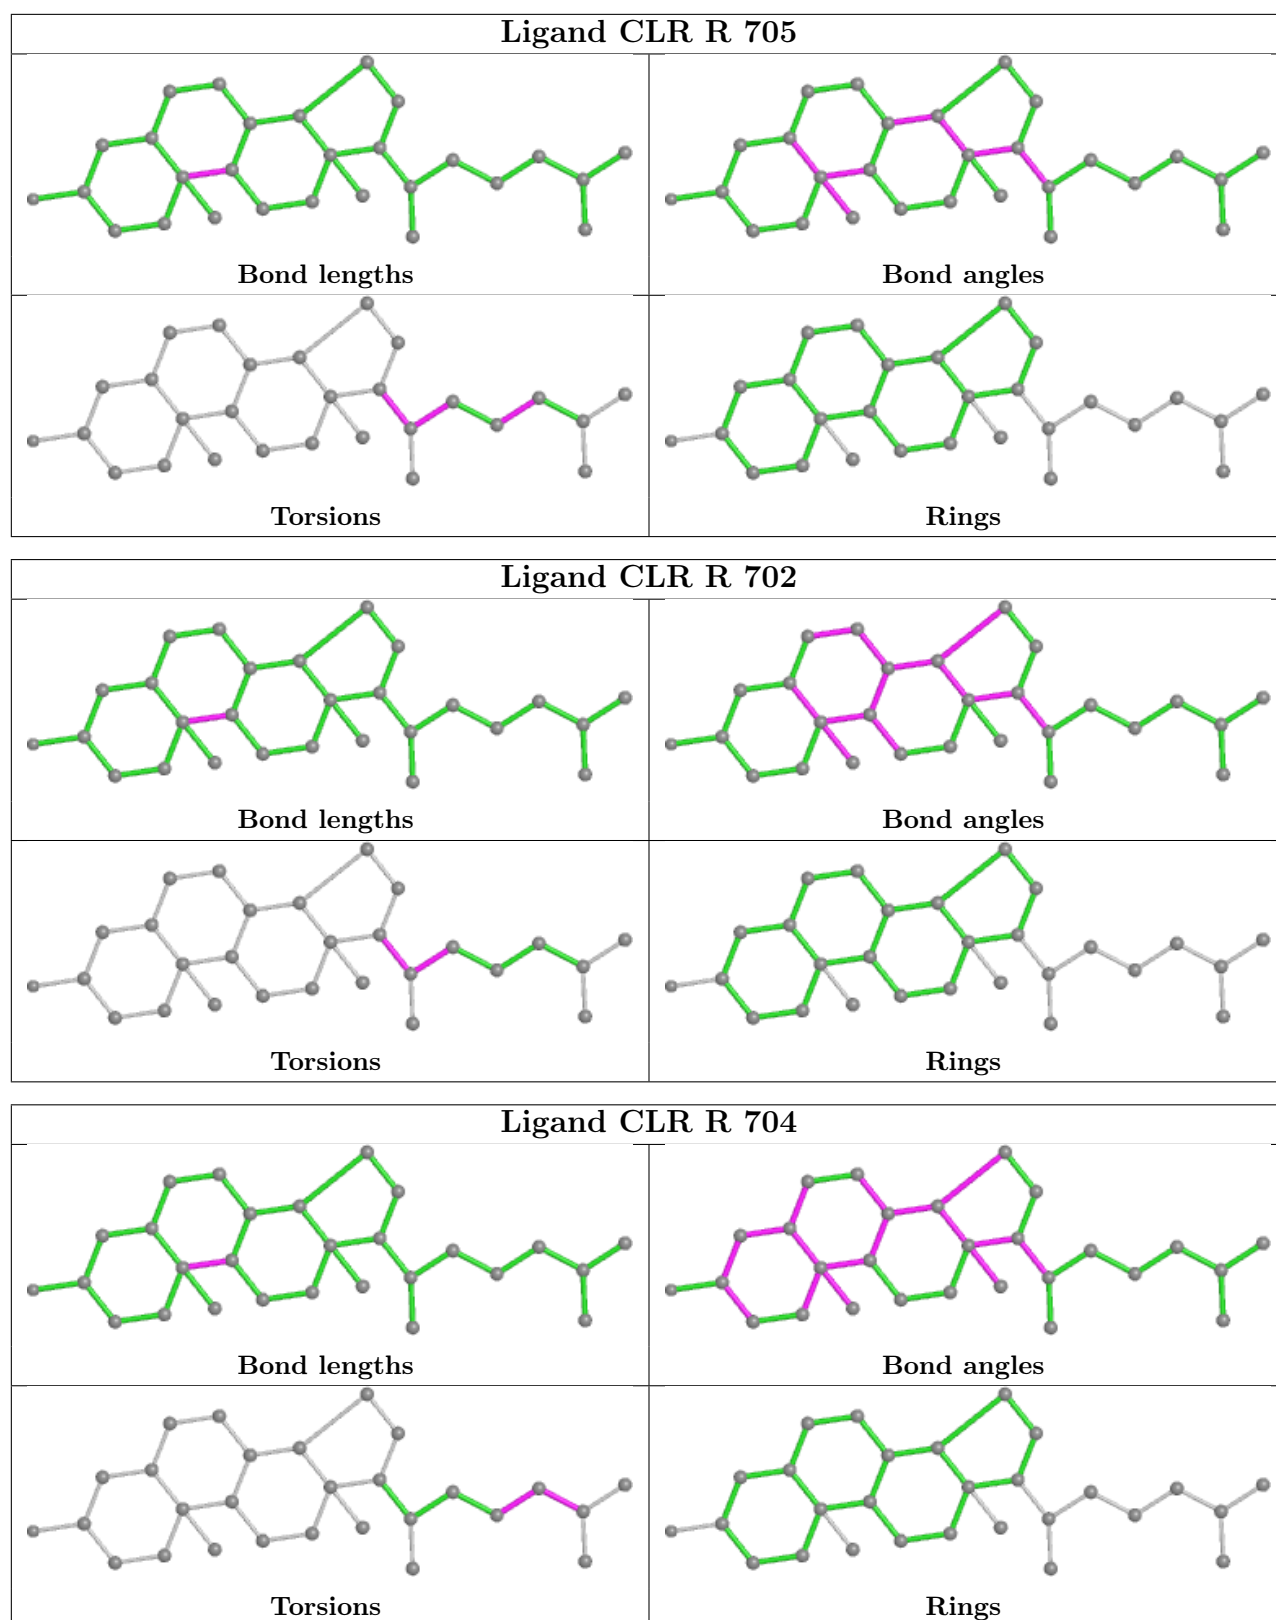 Ligand CLR R 705
Bond lengths
Bond angles
Torsions
Rings
Ligand CLR R 702
Bond lengths
Bond angles
Torsions
Rings
Ligand CLR R 704
Bond lengths
Bond angles
Torsions
Rings